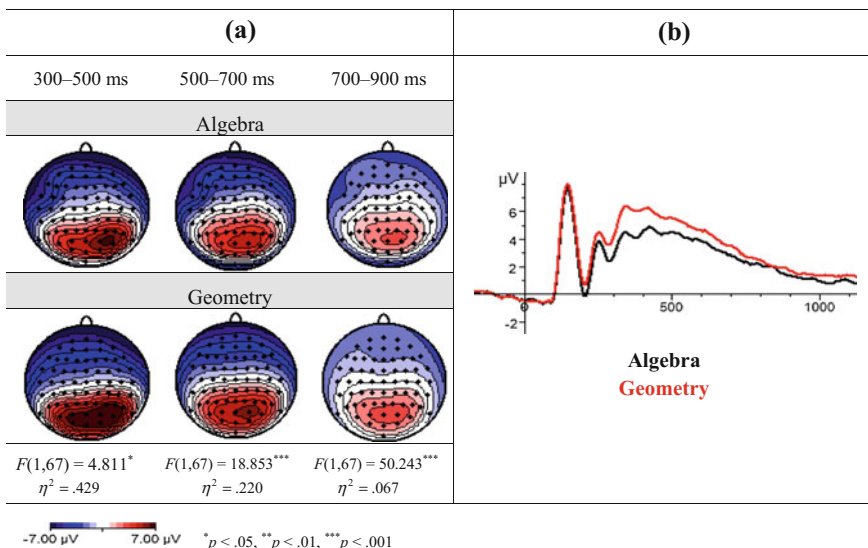 (a) (b)
300–500 ms 500–700 ms 700–900 ms
Algebra
Geometry
F(1,67) = 4.811* F(1,67) = 18.853*** F(1,67) = 50.243***
η² = .429 η² = .220 η² = .067
-7.00 µV 7.00 µV *p < .05, **p < .01, ***p < .001
µV
6
4
2
-2
0 500 1000
Algebra
Geometry